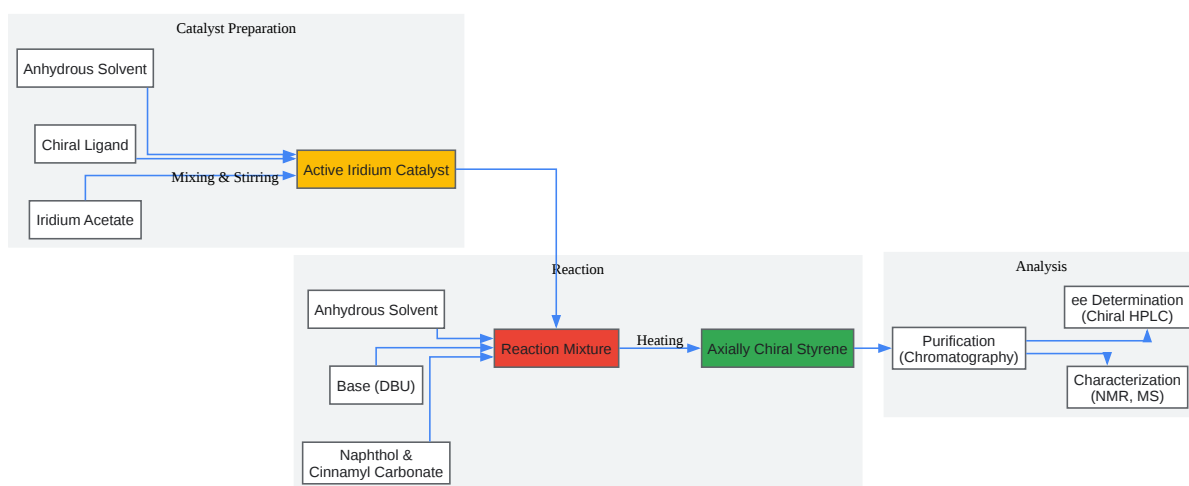 Catalyst Preparation
Anhydrous Solvent
Chiral Ligand
Mixing & Stirring
Iridium Acetate
Active Iridium Catalyst
Reaction
Anhydrous Solvent
Base (DBU)
Naphthol &
Cinnamyl Carbonate
Reaction Mixture
Heating
Axially Chiral Styrene
Analysis
Purification
(Chromatography)
ee Determination
(Chiral HPLC)
Characterization
(NMR, MS)